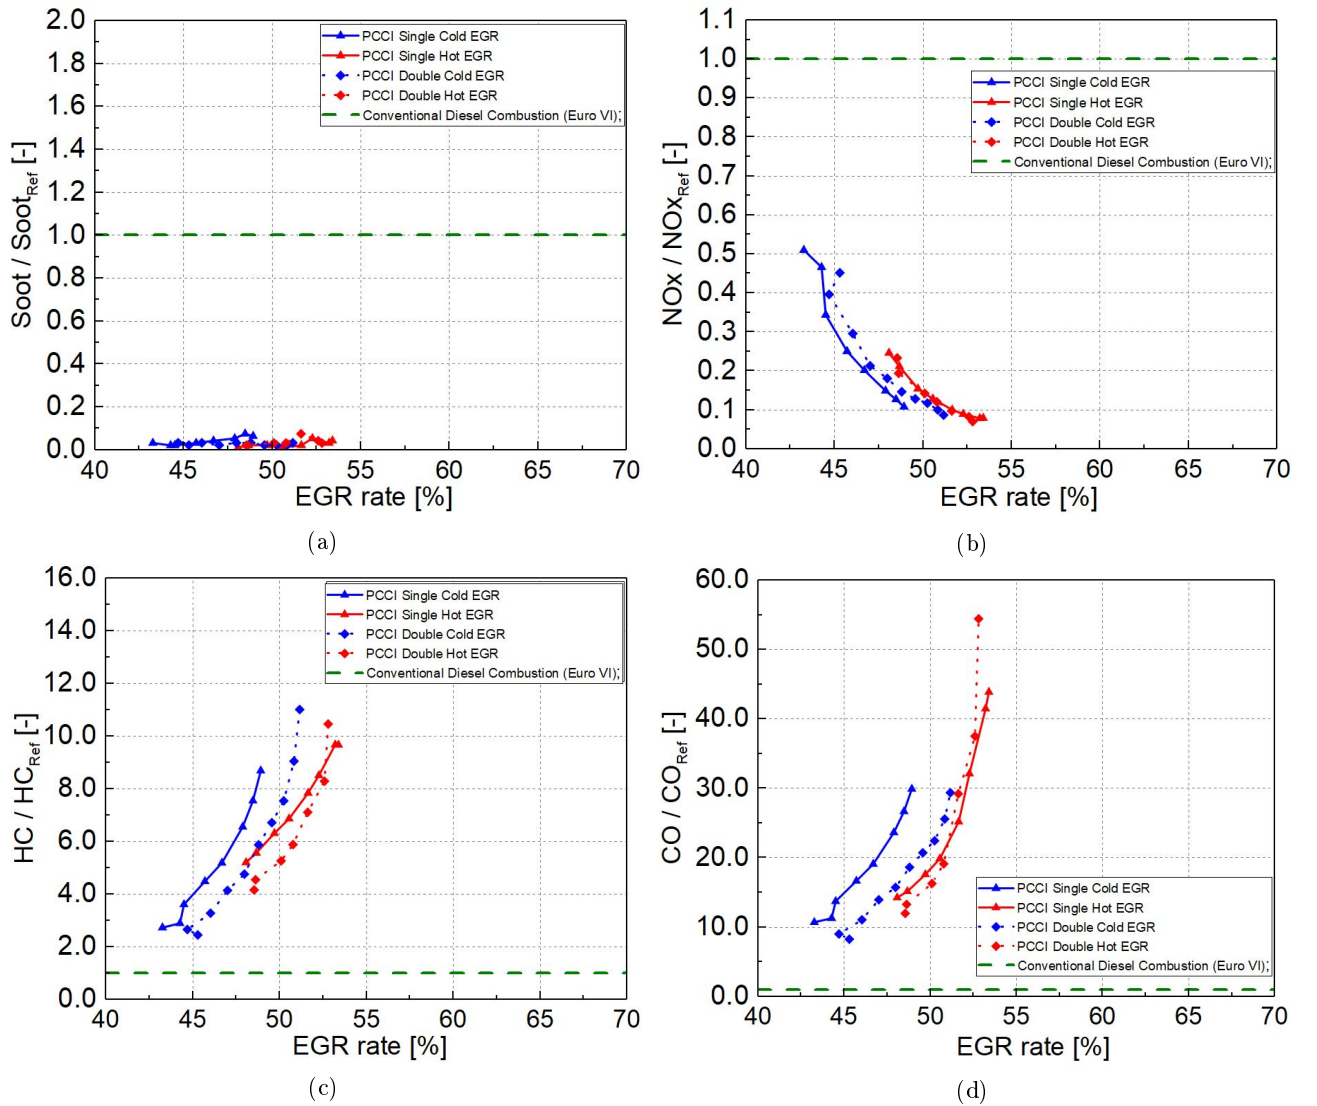 2.0
1.8
1.6
1.4
1.2
1.0
0.8
0.6
0.4
0.2
0.0
Soot / Soot_Ref [-]
PCCI Single Cold EGR
PCCI Single Hot EGR
PCCI Double Cold EGR
PCCI Double Hot EGR
Conventional Diesel Combustion (Euro VI);
40 45 50 55 60 65 70
EGR rate [%]
(a)
1.1
1.0
0.9
0.8
0.7
0.6
0.5
0.4
0.3
0.2
0.1
0.0
NOx / NOx_Ref [-]
PCCI Single Cold EGR
PCCI Single Hot EGR
PCCI Double Cold EGR
PCCI Double Hot EGR
Conventional Diesel Combustion (Euro VI);
40 45 50 55 60 65 70
EGR rate [%]
(b)
16.0
14.0
12.0
10.0
8.0
6.0
4.0
2.0
0.0
HC / HC_Ref [-]
PCCI Single Cold EGR
PCCI Single Hot EGR
PCCI Double Cold EGR
PCCI Double Hot EGR
Conventional Diesel Combustion (Euro VI);
40 45 50 55 60 65 70
EGR rate [%]
(c)
60.0
50.0
40.0
30.0
20.0
10.0
0.0
CO / CO_Ref [-]
PCCI Single Cold EGR
PCCI Single Hot EGR
PCCI Double Cold EGR
PCCI Double Hot EGR
Conventional Diesel Combustion (Euro VI);
40 45 50 55 60 65 70
EGR rate [%]
(d)